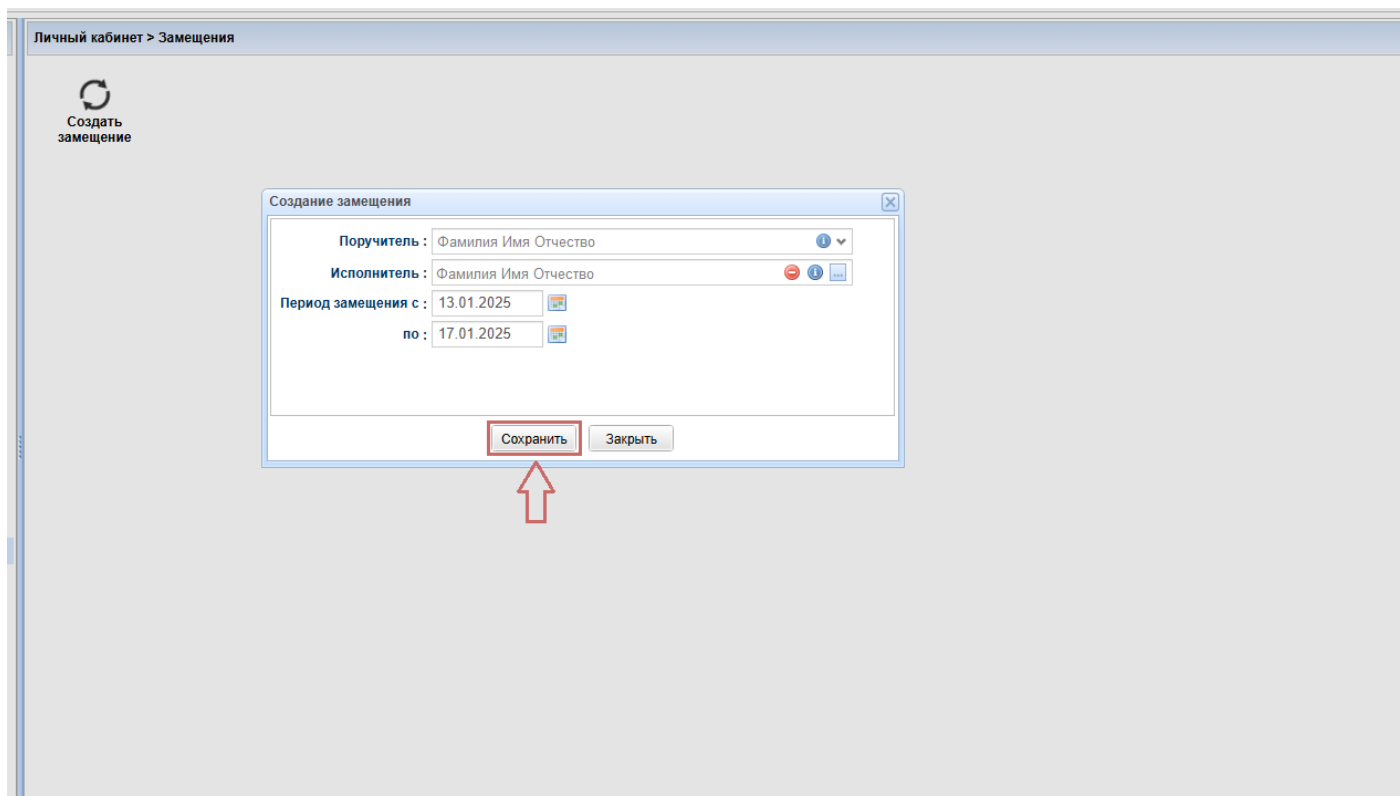 Личный кабинет > Замещения
Создать
замещение
Создание замещения
Поручитель : Фамилия Имя Отчество
Исполнитель : Фамилия Имя Отчество
Период замещения с : 13.01.2025
по : 17.01.2025
Сохранить Закрыть